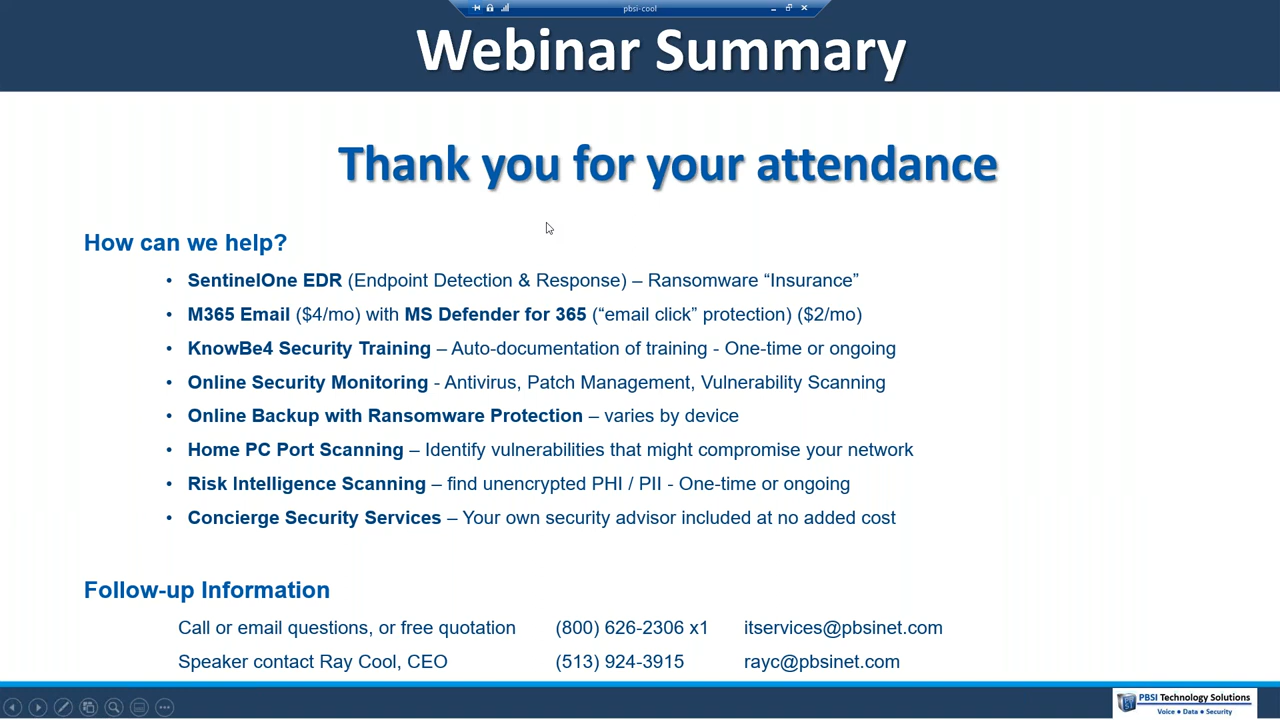 pbsi-cool
Webinar Summary
Thank you for your attendance
How can we help?
• SentinelOne EDR (Endpoint Detection & Response) – Ransomware “Insurance”
• M365 Email ($4/mo) with MS Defender for 365 (“email click” protection) ($2/mo)
• KnowBe4 Security Training – Auto-documentation of training - One-time or ongoing
• Online Security Monitoring - Antivirus, Patch Management, Vulnerability Scanning
• Online Backup with Ransomware Protection – varies by device
• Home PC Port Scanning – Identify vulnerabilities that might compromise your network
• Risk Intelligence Scanning – find unencrypted PHI / PII - One-time or ongoing
• Concierge Security Services – Your own security advisor included at no added cost
Follow-up Information
Call or email questions, or free quotation (800) 626-2306 x1 itservices@pbsinet.com
Speaker contact Ray Cool, CEO (513) 924-3915 rayc@pbsinet.com
PBSI Technology Solutions
Voice • Data • Security